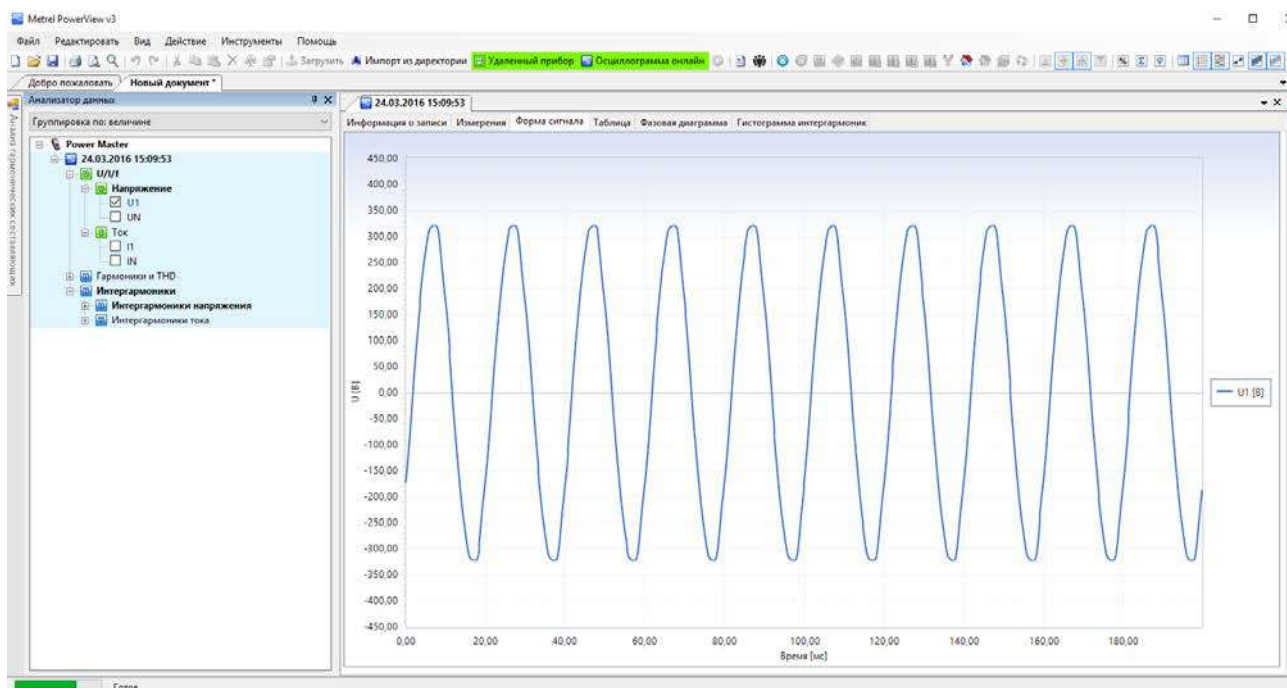 Metrel PowerView v3
Файл Редактировать Вид Действие Инструменты Помощь
Загрузить Импорт из директории Удаленный прибор Осциллограмма онлайн
Добро пожаловать Новый документ *
Анализатор данных
24.03.2016 15:09:53
Группировка по: величине
Информация о записи Измерения Форма сигнала Таблица Фазовая диаграмма Гистограмма интергармоник
Анализ гармонических составляющих
Power Master
24.03.2016 15:09:53
U/I/f
Напряжение
U1
UN
Ток
I1
IN
Гармоники и THD
Интергармоники
Интергармоники напряжения
Интергармоники тока
450,00
400,00
350,00
300,00
250,00
200,00
150,00
100,00
50,00
0,00
-50,00
-100,00
-150,00
-200,00
-250,00
-300,00
-350,00
-400,00
-450,00
U [В]
U1 [В]
0,00 20,00 40,00 60,00 80,00 100,00 120,00 140,00 160,00 180,00
Время [мс]
Готов